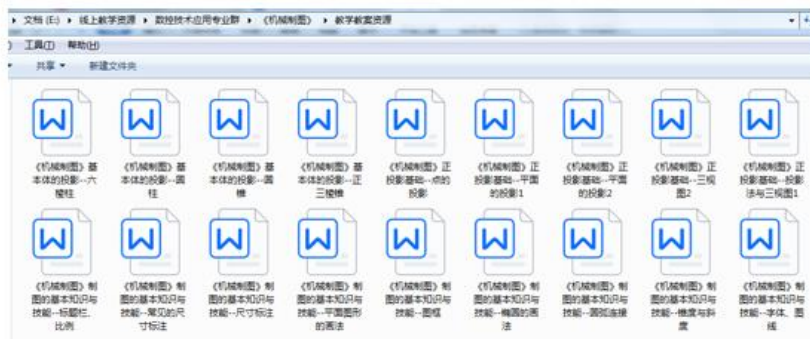 文档 (E:) ▸ 线上教学资源 ▸ 数控技术应用专业群 ▸ 《机械制图》 ▸ 教学教案资源
工具(T) 帮助(H)
共享 新建文件夹
《机械制图》基 《机械制图》基 《机械制图》基 《机械制图》基 《机械制图》正 《机械制图》正 《机械制图》正 《机械制图》正 《机械制图》正
本体的投影--六 本体的投影--圆 本体的投影--圆 本体的投影--正 投影基础--点的 投影基础--平面 投影基础--平面 投影基础--三视 投影基础--投影
棱柱 柱 锥 三棱锥 投影 的投影1 的投影2 图2 法与三视图1
《机械制图》制 《机械制图》制 《机械制图》制 《机械制图》制 《机械制图》制 《机械制图》制 《机械制图》制 《机械制图》制 《机械制图》制
图的基本知识与 图的基本知识与 图的基本知识与 图的基本知识与 图的基本知识与 图的基本知识与 图的基本知识与 图的基本知识与 图的基本知识与
技能--标题栏、 技能--常见的尺 技能--尺寸标注 技能--平面图形 技能--图框 技能--椭圆的画 技能--圆弧连接 技能--锥度与斜 技能--字体、图
比例 寸标注 的画法 法 度 线